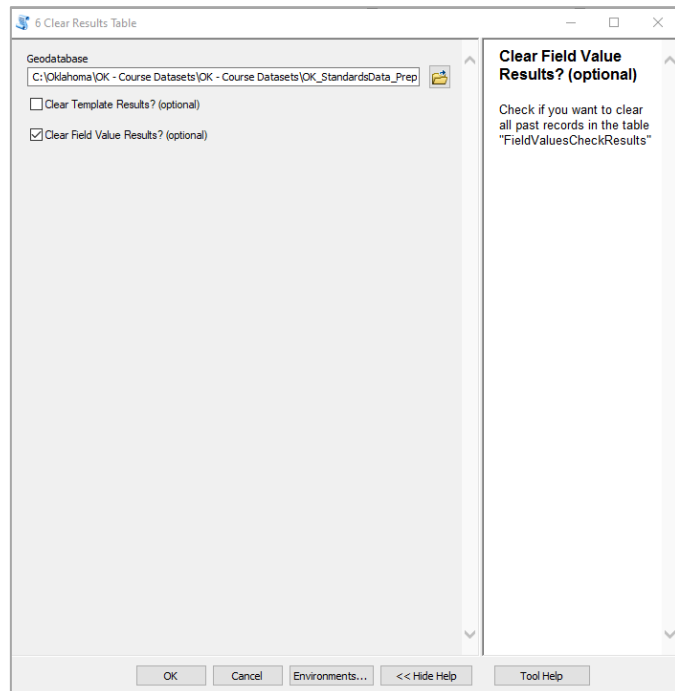 6 Clear Results Table
Geodatabase
C:\Oklahoma\OK - Course Datasets\OK - Course Datasets\OK_StandardsData_Prep
Clear Template Results? (optional)
Clear Field Value Results? (optional)
Clear Field Value
Results? (optional)
Check if you want to clear
all past records in the table
"FieldValuesCheckResults"
OK
Cancel
Environments...
<< Hide Help
Tool Help